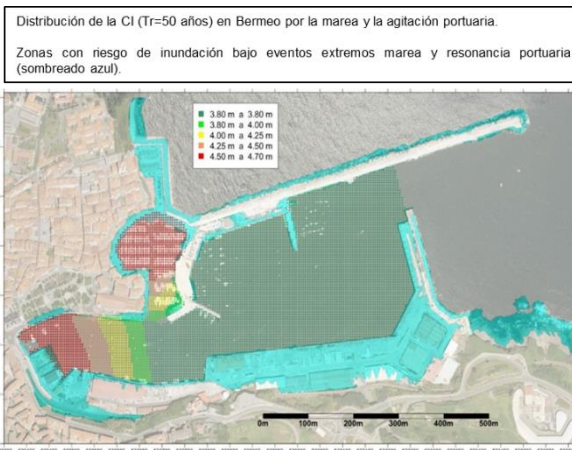 Distribución de la CI (Tr=50 años) en Bermeo por la marea y la agitación portuaria.
Zonas con riesgo de inundación bajo eventos extremos marea y resonancia portuaria
(sombreado azul).
3.80 m a 3.80 m
3.80 m a 4.00 m
4.00 m a 4.25 m
4.25 m a 4.50 m
4.50 m a 4.70 m
0m 100m 200m 300m 400m 500m